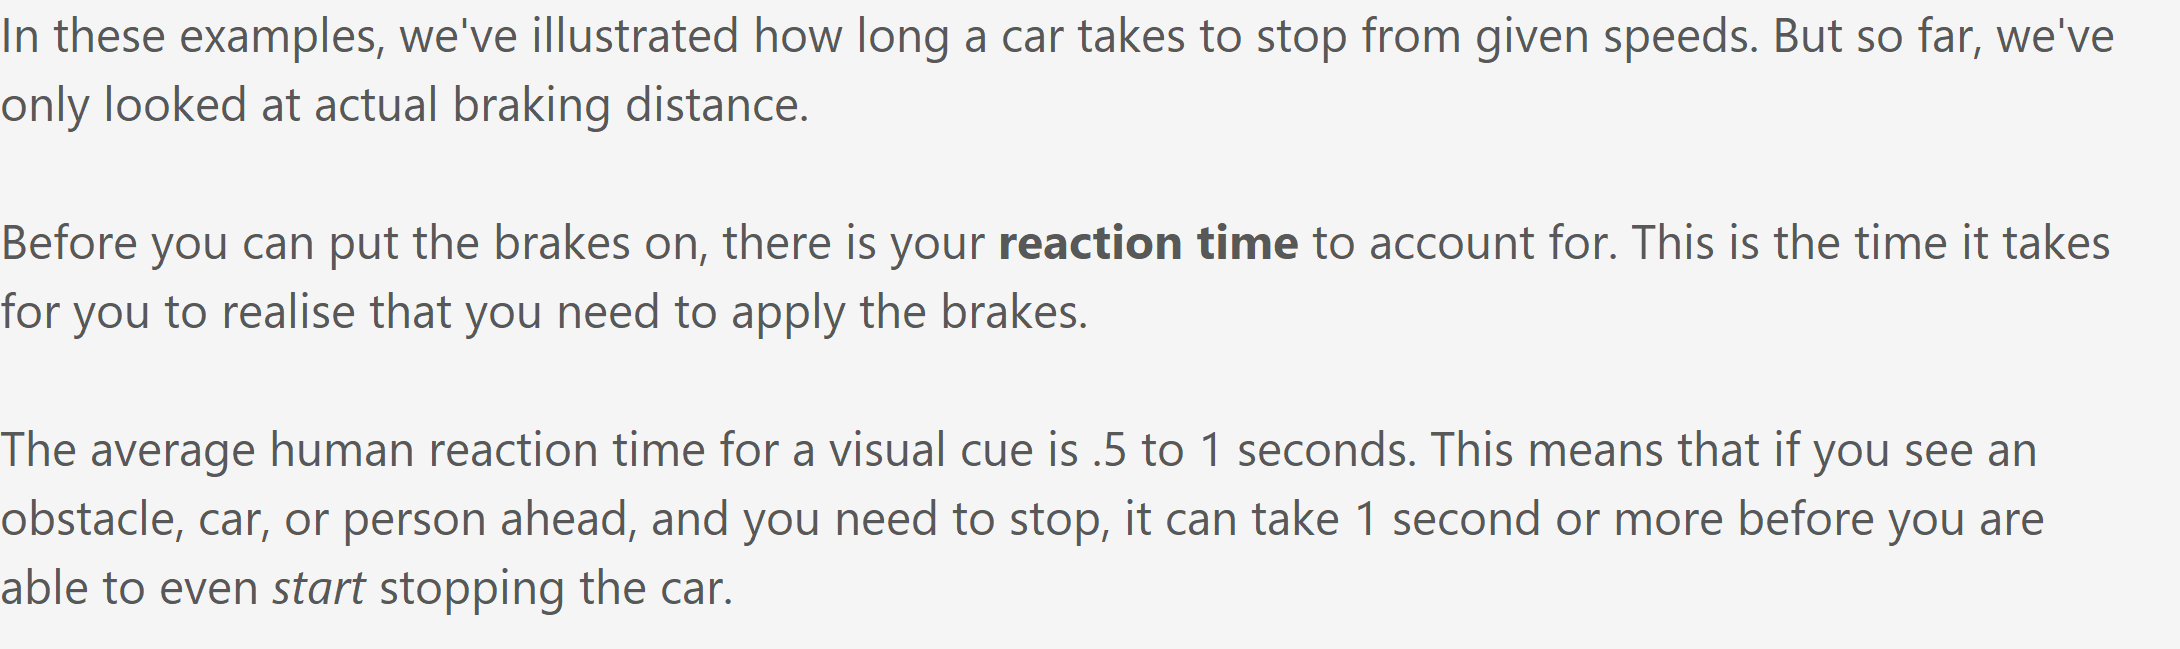 In these examples, we've illustrated how long a car takes to stop from given speeds. But so far, we've
only looked at actual braking distance.
Before you can put the brakes on, there is your reaction time to account for. This is the time it takes
for you to realise that you need to apply the brakes.
The average human reaction time for a visual cue is .5 to 1 seconds. This means that if you see an
obstacle, car, or person ahead, and you need to stop, it can take 1 second or more before you are
able to even start stopping the car.